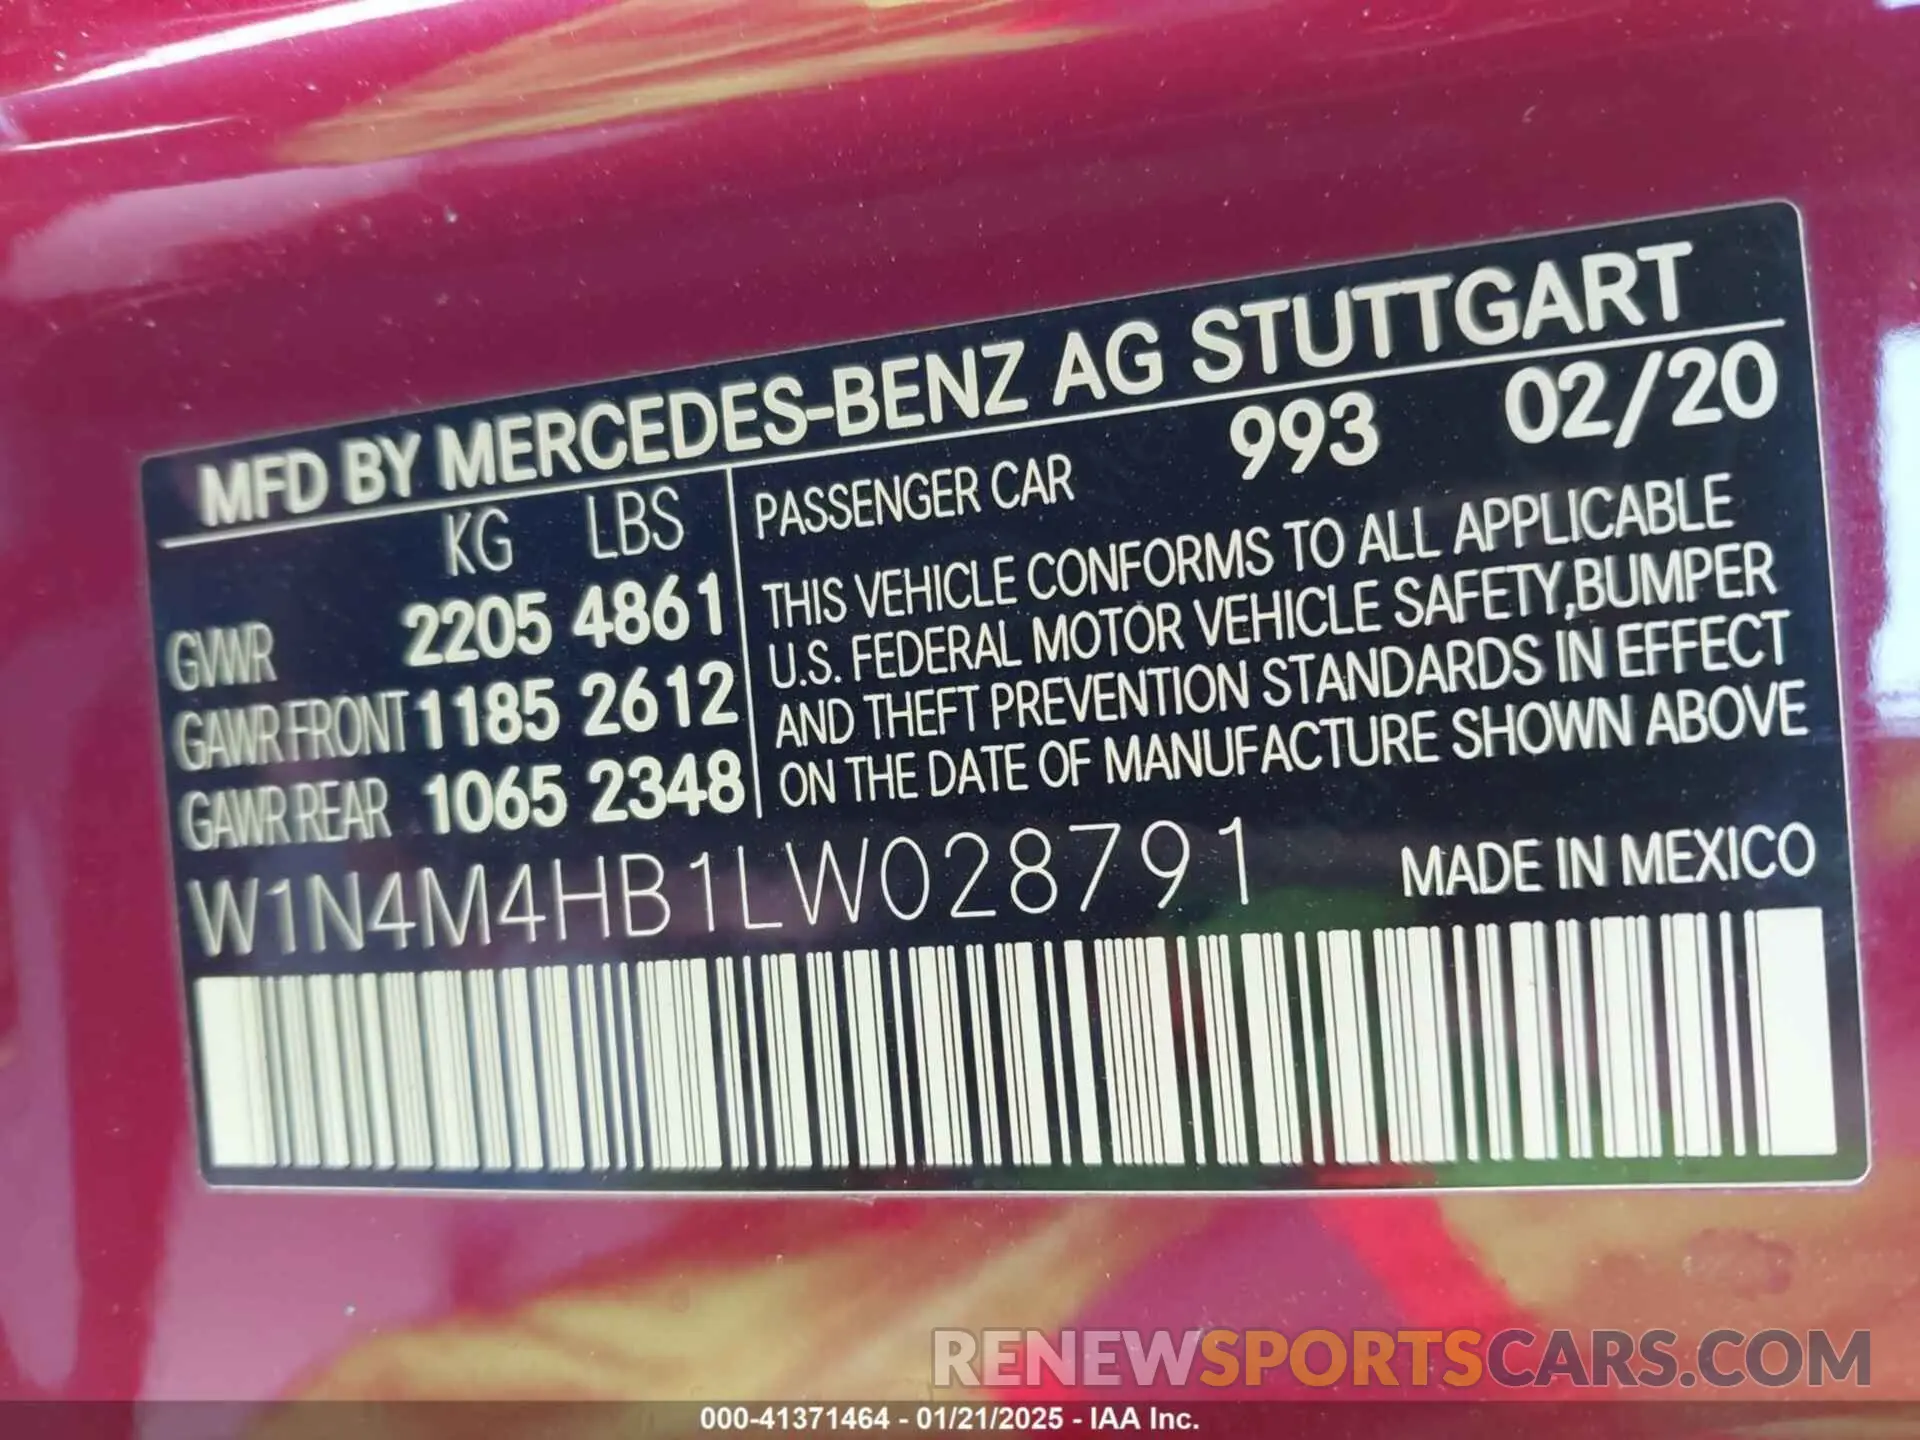 MFD BY MERCEDES-BENZ AG STUTTGART
KG LBS
GVWR 2205 4861
GAWR FRONT 1185 2612
GAWR REAR 1065 2348
PASSENGER CAR 993 02/20
THIS VEHICLE CONFORMS TO ALL APPLICABLE
U.S. FEDERAL MOTOR VEHICLE SAFETY,BUMPER
AND THEFT PREVENTION STANDARDS IN EFFECT
ON THE DATE OF MANUFACTURE SHOWN ABOVE
W1N4M4HB1LW028791 MADE IN MEXICO
RENEWSPORTSCARS.COM
000-41371464 - 01/21/2025 - IAA Inc.